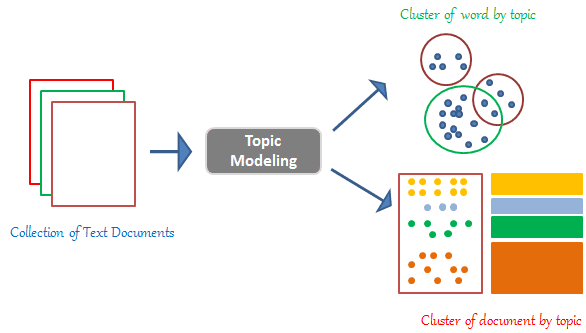 Cluster of word by topic
Topic
Modeling
Collection of Text Documents
Cluster of document by topic